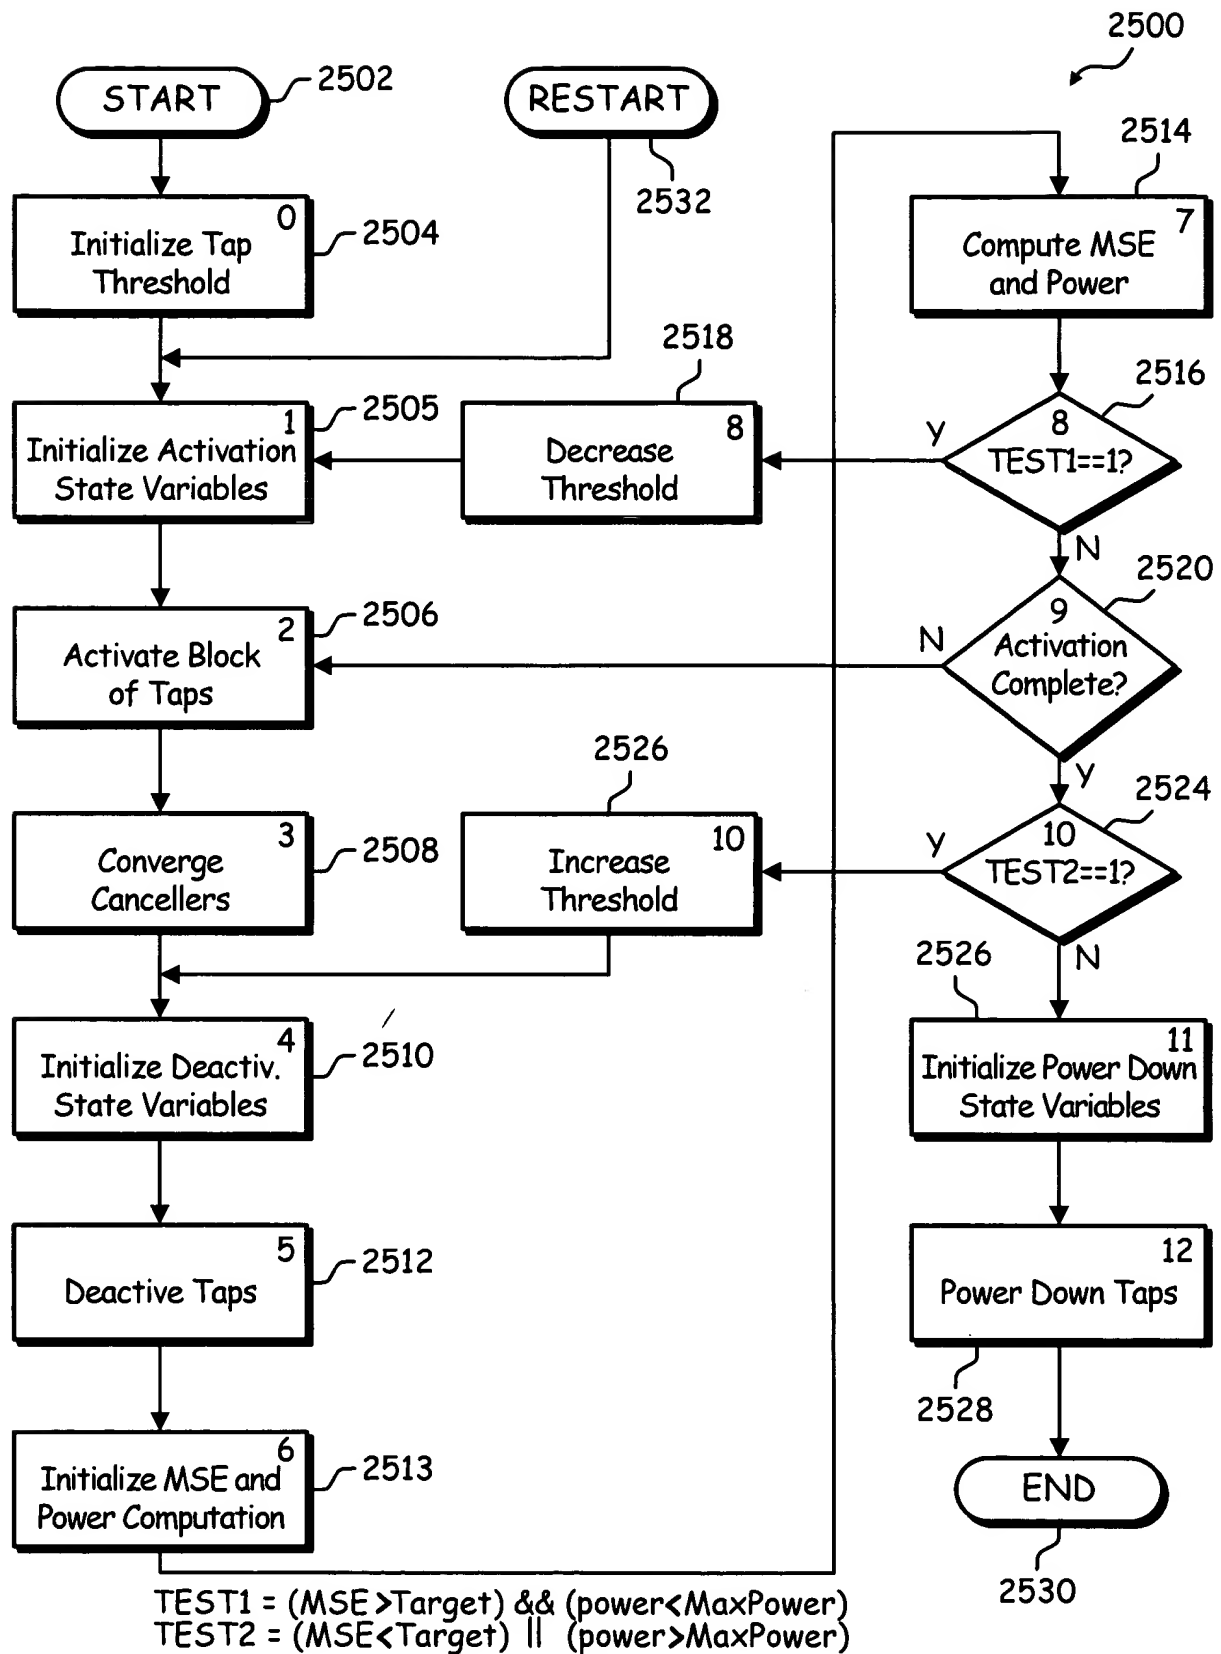 2500
START
2502
RESTART
2532
0
Initialize Tap
Threshold
2504
2514
7
Compute MSE
and Power
2518
2516
1
Initialize Activation
State Variables
2505
8
Decrease
Threshold
Y
8
TEST1==1?
N
2520
2
Activate Block
of Taps
2506
N
9
Activation
Complete?
Y
2526
2524
3
Converge
Cancellers
2508
10
Increase
Threshold
Y
10
TEST2==1?
N
2526
4
Initialize Deactiv.
State Variables
2510
11
Initialize Power Down
State Variables
5
Deactive Taps
2512
12
Power Down Taps
2528
6
Initialize MSE and
Power Computation
2513
END
2530
TEST1 = (MSE>Target) && (power<MaxPower)
TEST2 = (MSE<Target) || (power>MaxPower)